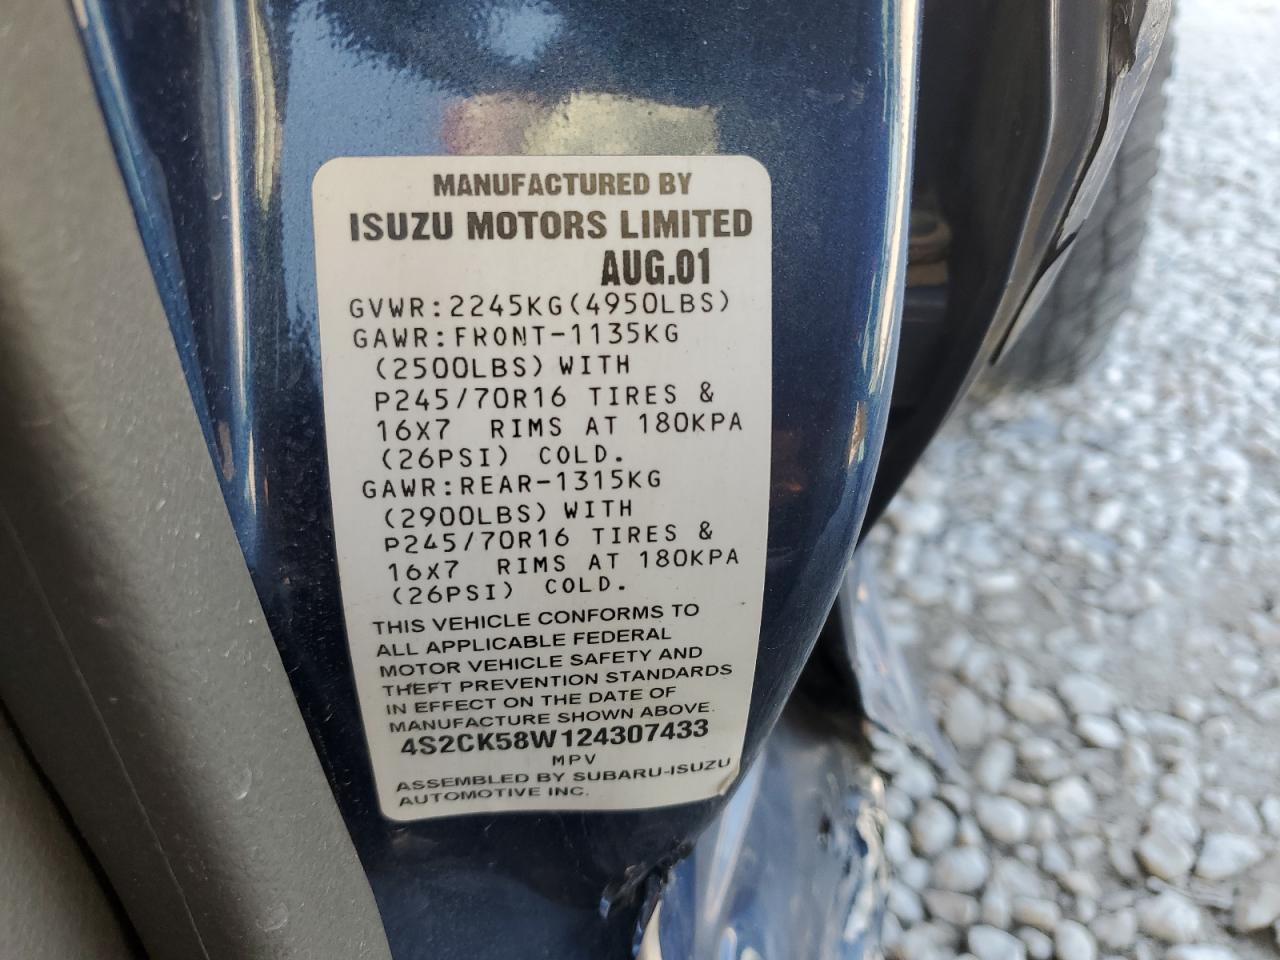 MANUFACTURED BY
ISUZU MOTORS LIMITED
AUG.01
GVWR:2245KG(4950LBS)
GAWR:FRONT-1135KG
(2500LBS) WITH
P245/70R16 TIRES &
16X7 RIMS AT 180KPA
(26PSI) COLD.
GAWR:REAR-1315KG
(2900LBS) WITH
P245/70R16 TIRES &
16X7 RIMS AT 180KPA
(26PSI) COLD.
THIS VEHICLE CONFORMS TO
ALL APPLICABLE FEDERAL
MOTOR VEHICLE SAFETY AND
THEFT PREVENTION STANDARDS
IN EFFECT ON THE DATE OF
MANUFACTURE SHOWN ABOVE.
4S2CK58W124307433
MPV
ASSEMBLED BY SUBARU-ISUZU
AUTOMOTIVE INC.